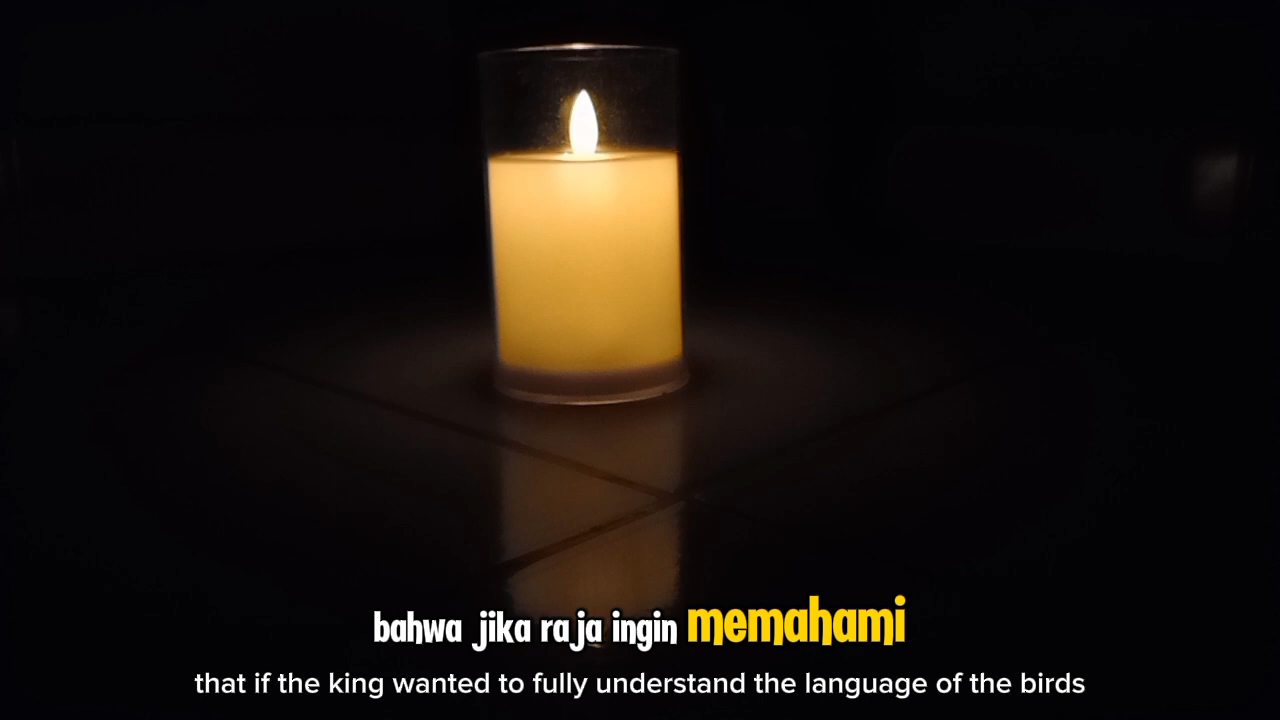 bahwa jika raja ingin memahami
that if the king wanted to fully understand the language of the birds